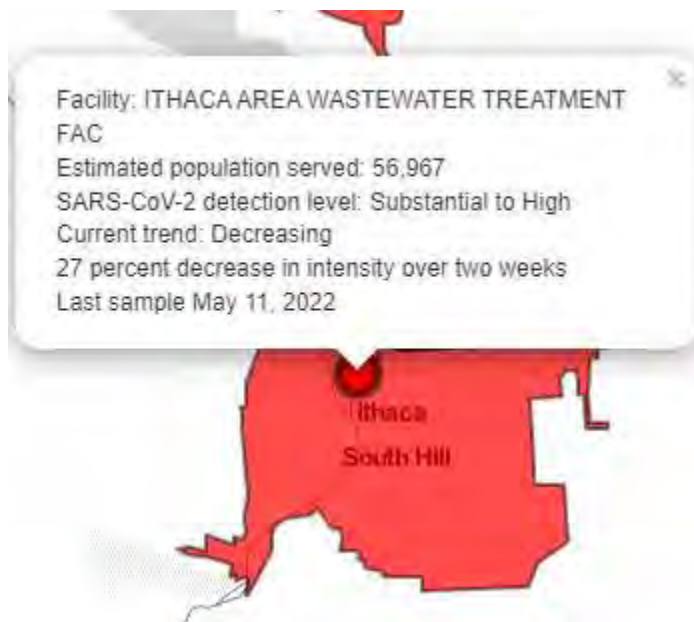 Facility: ITHACA AREA WASTEWATER TREATMENT
FAC
Estimated population served: 56,967
SARS-CoV-2 detection level: Substantial to High
Current trend: Decreasing
27 percent decrease in intensity over two weeks
Last sample May 11, 2022
Ithaca
South Hill